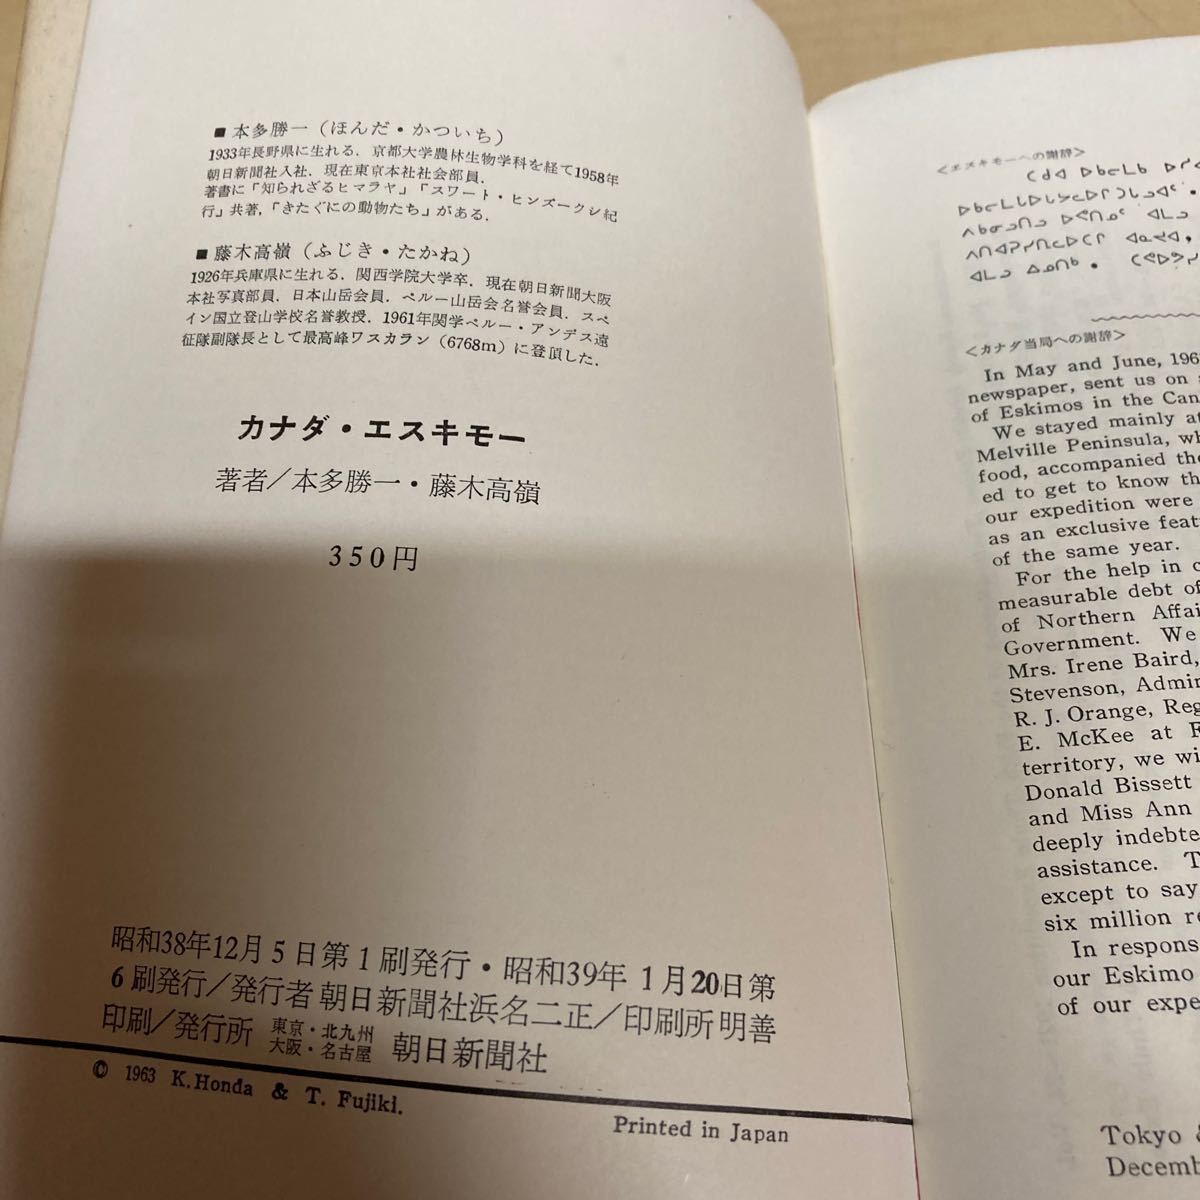 ■本多勝一(ほんだ・かついち)
1933年長野県に生れる．京都大学農林生物学科を経て1958年
朝日新聞社入社．現在東京本社社会部員．
著書に「知られざるヒマラヤ」「スワート・ヒンズークシ紀
行」共著，「きたぐにの動物たち」がある．
■藤木高嶺(ふじき・たかね)
1926年兵庫県に生れる．関西学院大学卒．現在朝日新聞大阪
本社写真部員．日本山岳会員．ペルー山岳会名誉会員．スペ
イン国立登山学校名誉教授．1961年関学ペルー・アンデス遠
征隊副隊長として最高峰ワスカラン(6768m)に登頂した．
カナダ・エスキモー
著者/本多勝一・藤木高嶺
350円
昭和38年12月5日第1刷発行・昭和39年1月20日第
6刷発行/発行者朝日新聞社浜名二正/印刷所明善
印刷/発行所 東京・北九州 大阪・名古屋 朝日新聞社
© 1963 K.Honda & T. Fujiki.
Printed in Japan
<エスキモーへの謝辞>
<カナダ当局への謝辞>
In May and June, 196
newspaper, sent us on
of Eskimos in the Can
We stayed mainly at
Melville Peninsula, wh
food, accompanied the
ed to get to know th
our expedition were
as an exclusive feat
of the same year.
For the help in c
measurable debt of
of Northern Affai
Government. We
Mrs. Irene Baird,
Stevenson, Admin
R. J. Orange, Reg
E. McKee at F
territory, we wi
Donald Bissett
and Miss Ann
deeply indebte
assistance. T
except to say
six million re
In respons
our Eskimo
of our expe
Tokyo &
Decemb